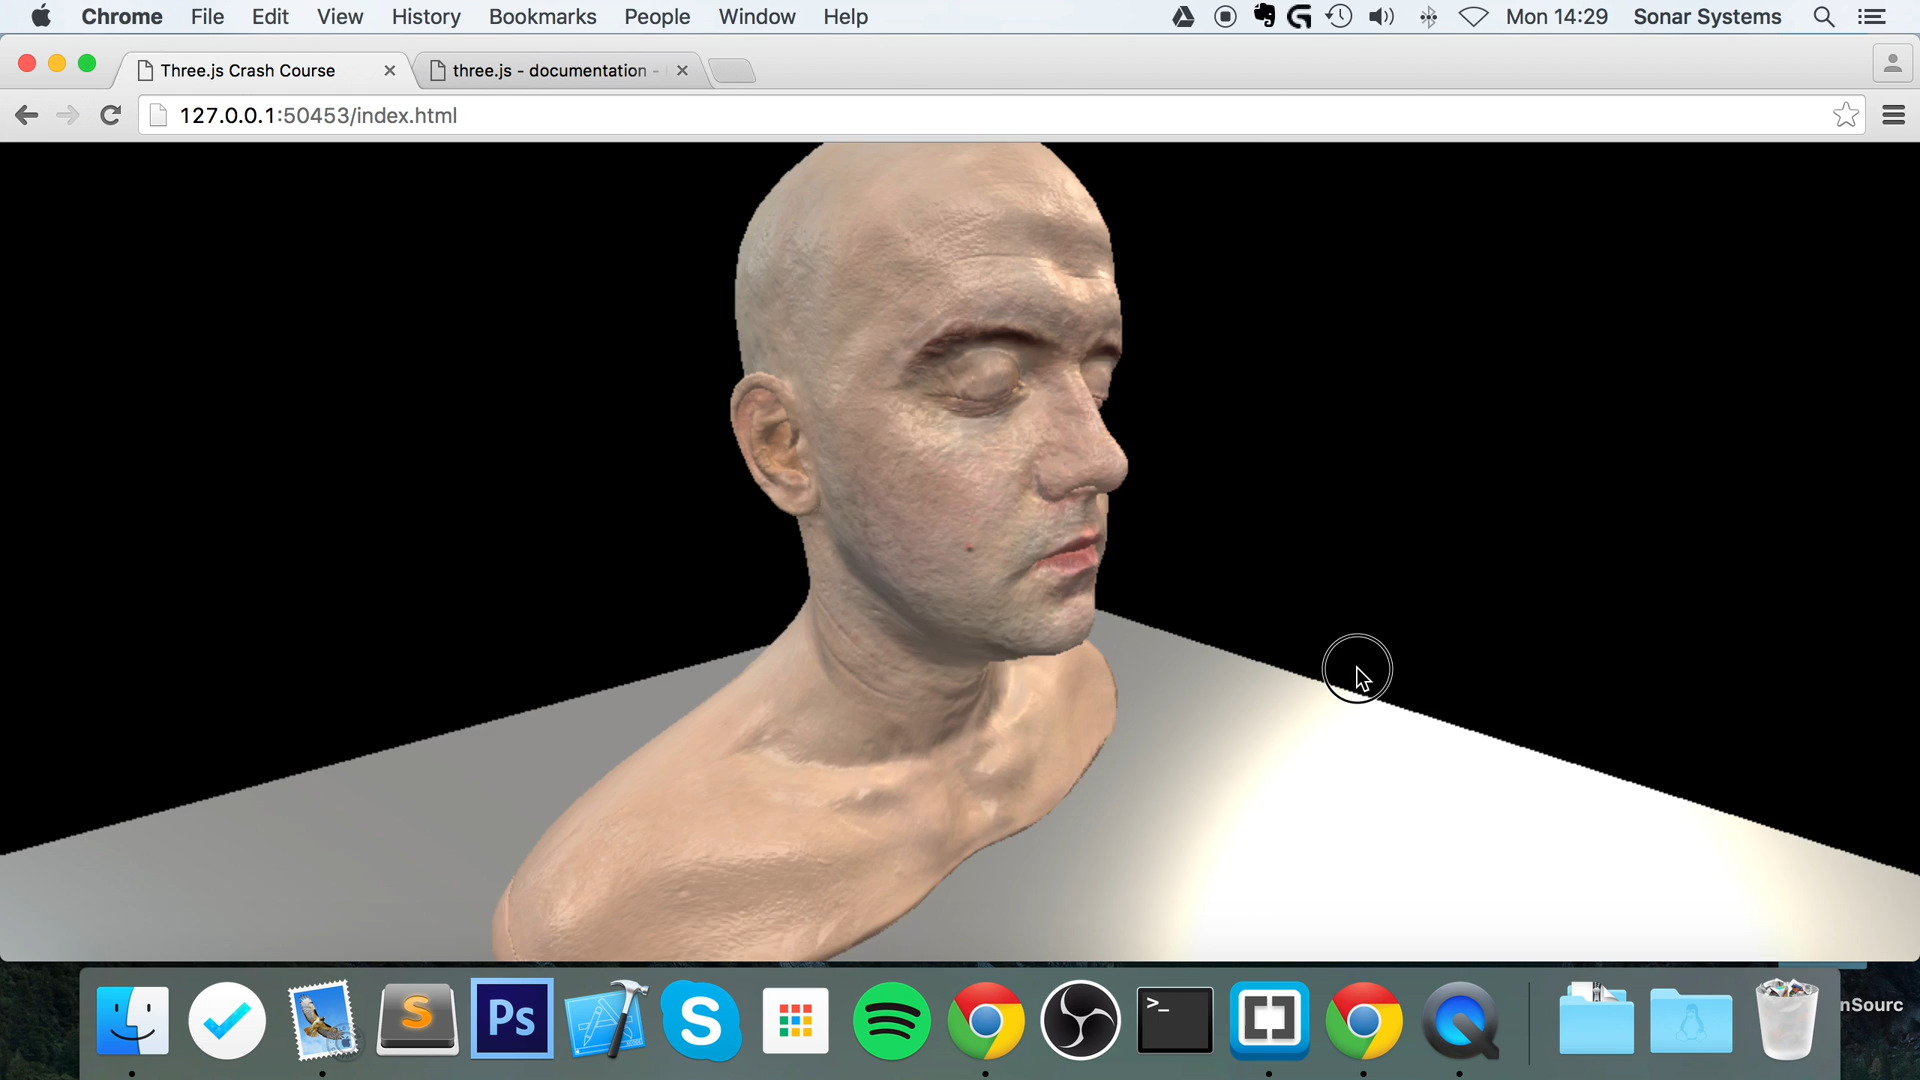 Chrome File Edit View History Bookmarks People Window Help Mon 14:29 Sonar Systems
Three.js Crash Course three.js - documentation -
127.0.0.1:50453/index.html
S Ps S >_ nSourc